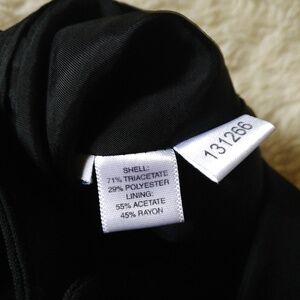 SHELL:
71% TRIACETATE
29% POLYESTER
LINING:
55% ACETATE
45% RAYON
131266